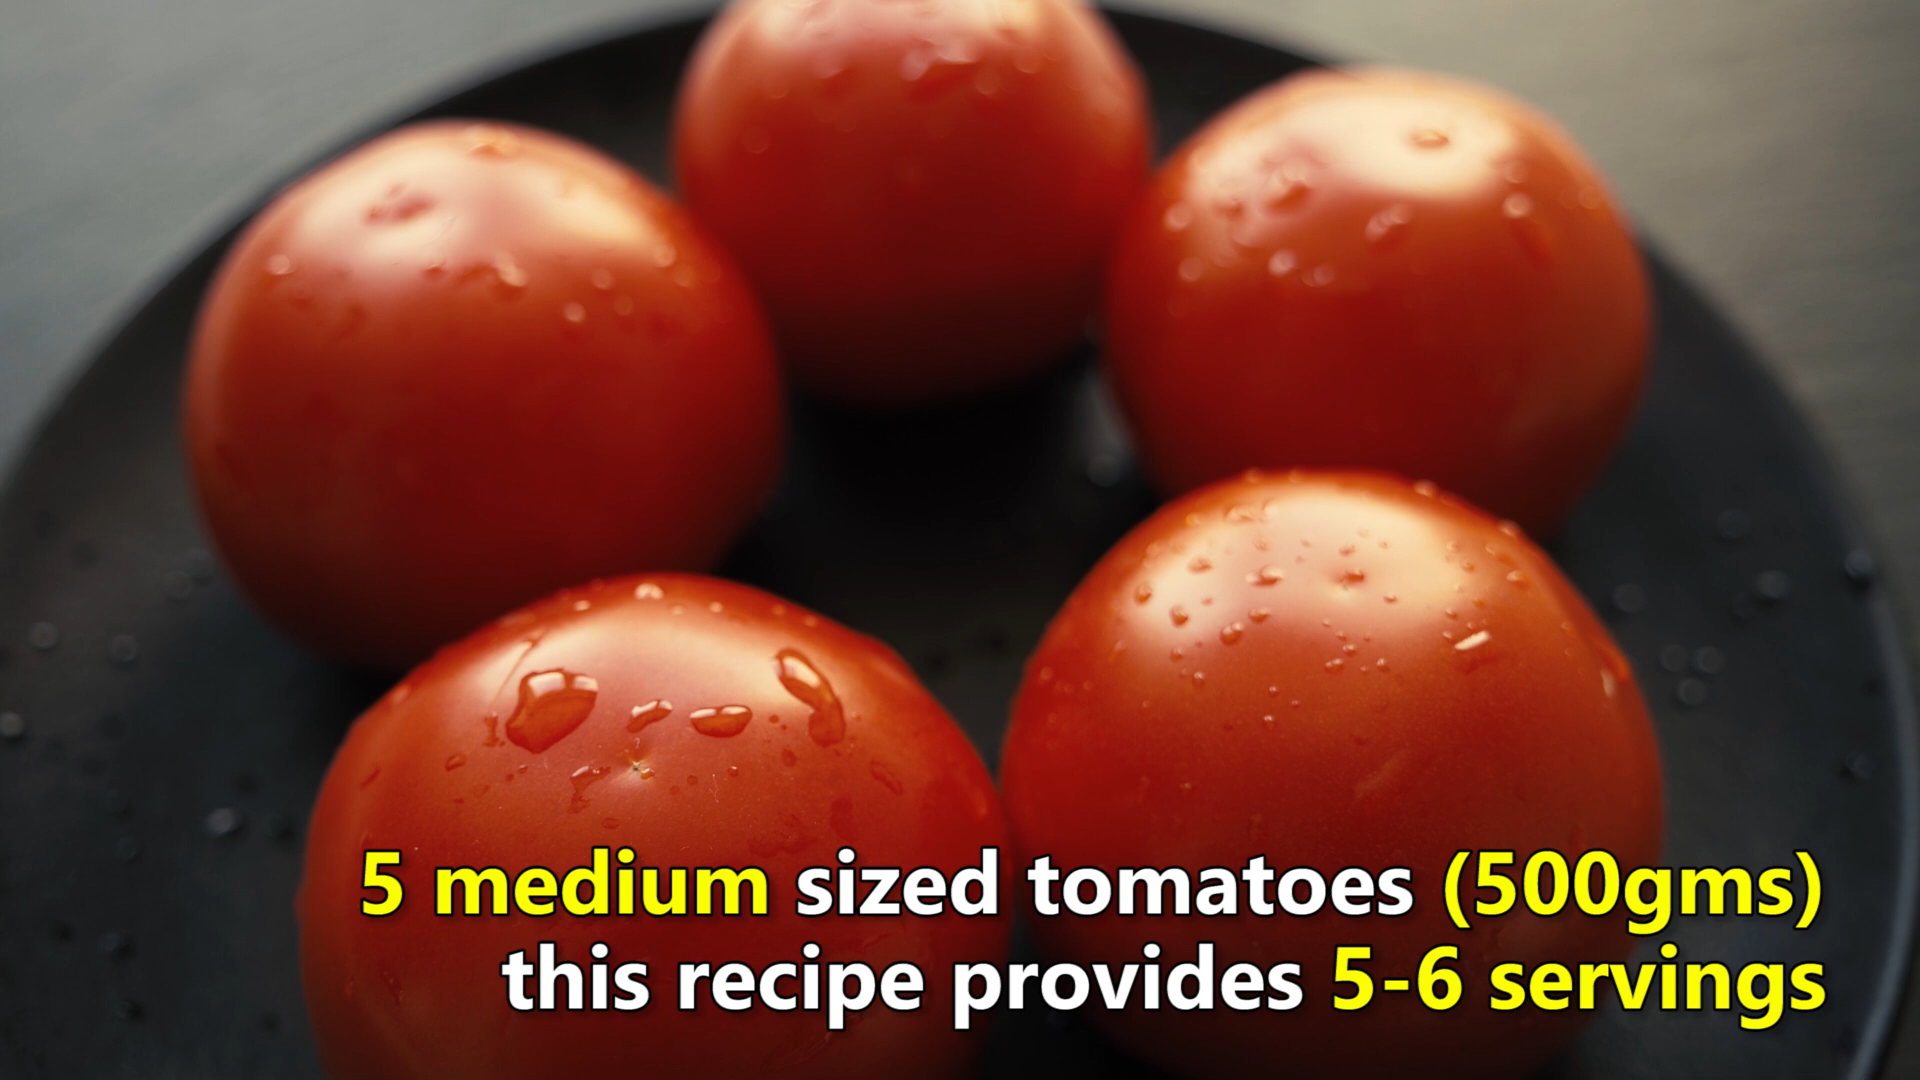 5 medium sized tomatoes (500gms)
this recipe provides 5-6 servings